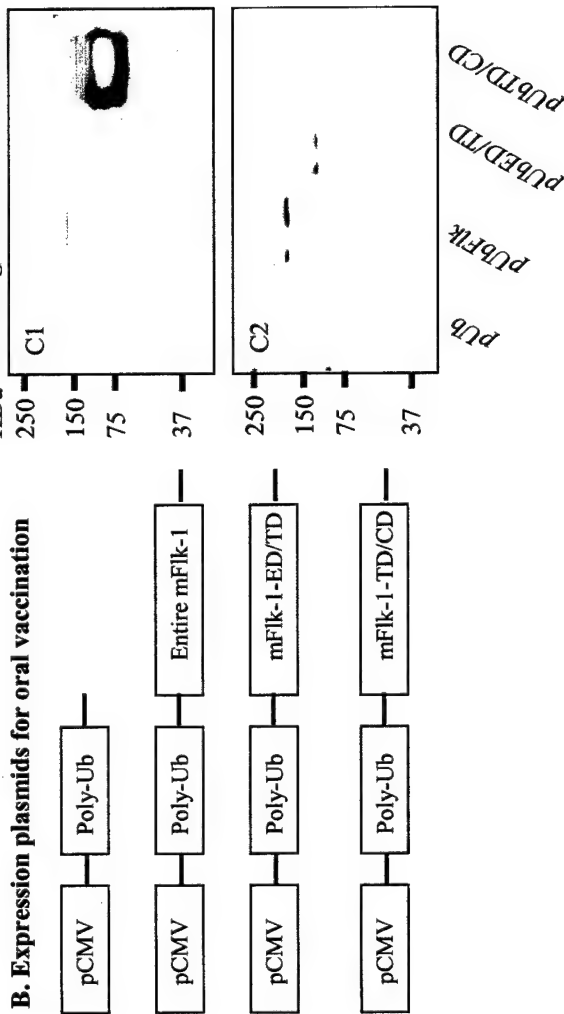 B. Expression plasmids for oral vaccination
pCMV Poly-Ub
pCMV Poly-Ub Entire mFlk-1
pCMV Poly-Ub mFlk-1-ED/TD
pCMV Poly-Ub mFlk-1-TD/CD
250
150
75
37
C1
250
150
75
37
C2
pUb
pUbFlk
pUbED/TD
pUbTD/CD